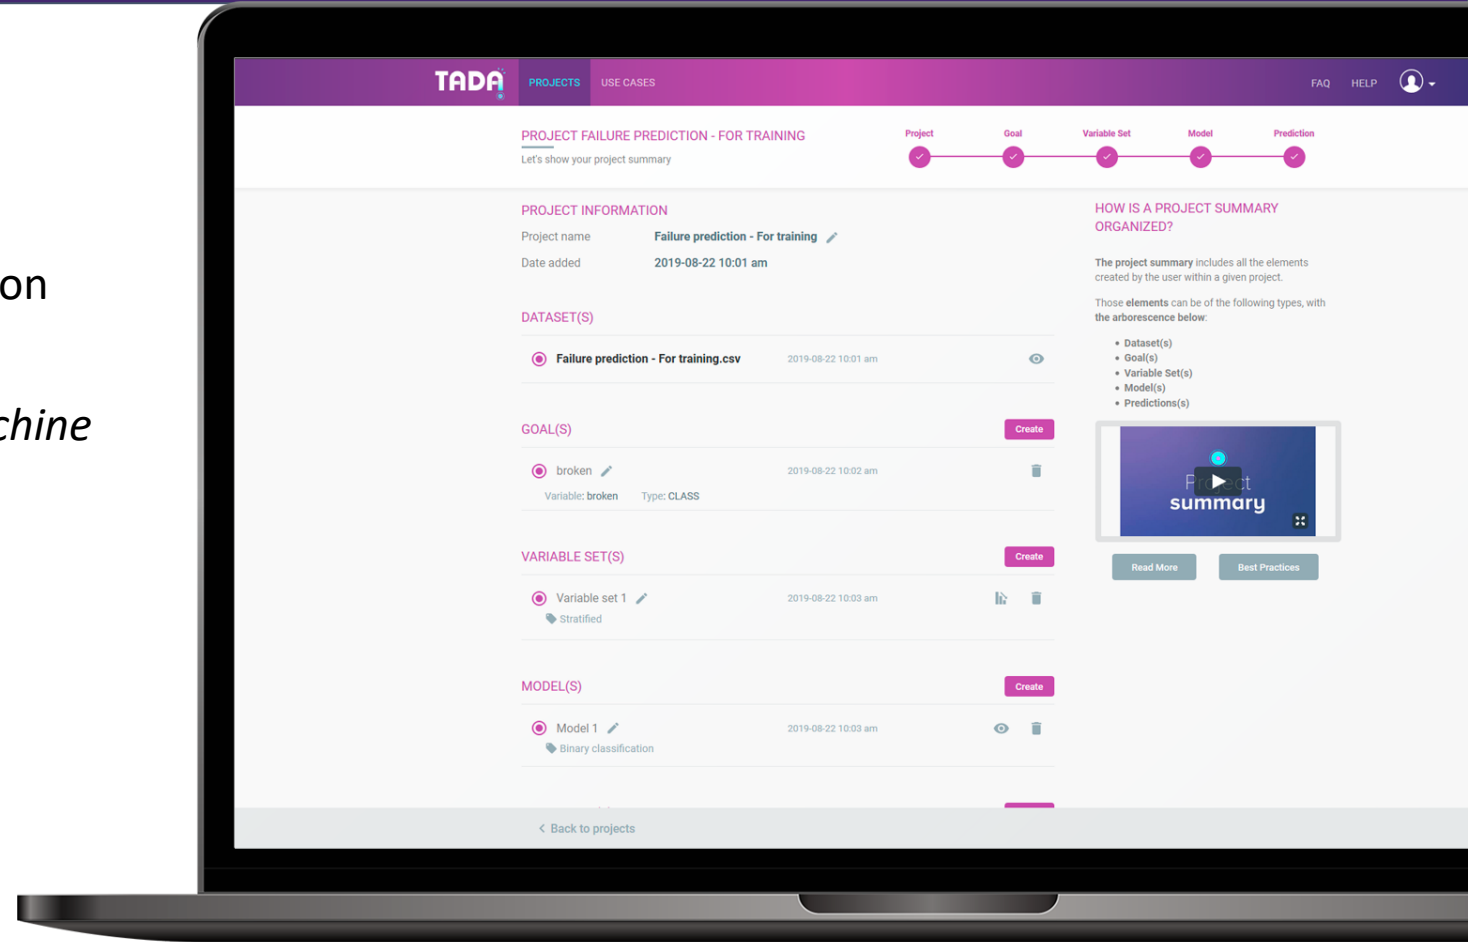 on
chine
TADA
PROJECTS USE CASES FAQ HELP
PROJECT FAILURE PREDICTION - FOR TRAINING
Let's show your project summary
Project Goal Variable Set Model Prediction
PROJECT INFORMATION
Project name Failure prediction - For training
Date added 2019-08-22 10:01 am
DATASET(S)
Failure prediction - For training.csv 2019-08-22 10:01 am
GOAL(S) Create
broken 2019-08-22 10:02 am
Variable: broken Type: CLASS
VARIABLE SET(S) Create
Variable set 1 2019-08-22 10:03 am
Stratified
MODEL(S) Create
Model 1 2019-08-22 10:03 am
Binary classification
HOW IS A PROJECT SUMMARY
ORGANIZED?
The project summary includes all the elements
created by the user within a given project.
Those elements can be of the following types, with
the arborescence below:
• Dataset(s)
• Goal(s)
• Variable Set(s)
• Model(s)
• Predictions(s)
Project
summary
Read More Best Practices
< Back to projects